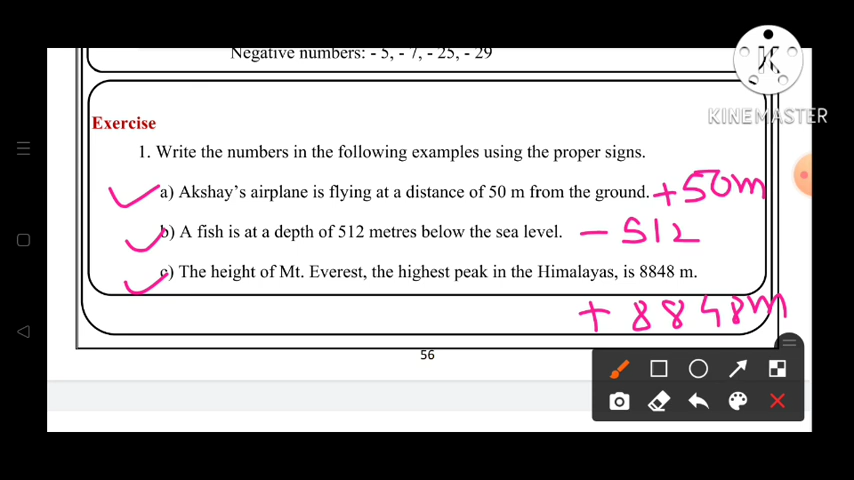 Negative numbers: - 5, - 7, - 25, - 29
KINEMASTER
Exercise
1. Write the numbers in the following examples using the proper signs.
a) Akshay's airplane is flying at a distance of 50 m from the ground. +50m
b) A fish is at a depth of 512 metres below the sea level. - 512
c) The height of Mt. Everest, the highest peak in the Himalayas, is 8848 m.
+ 8848m
56